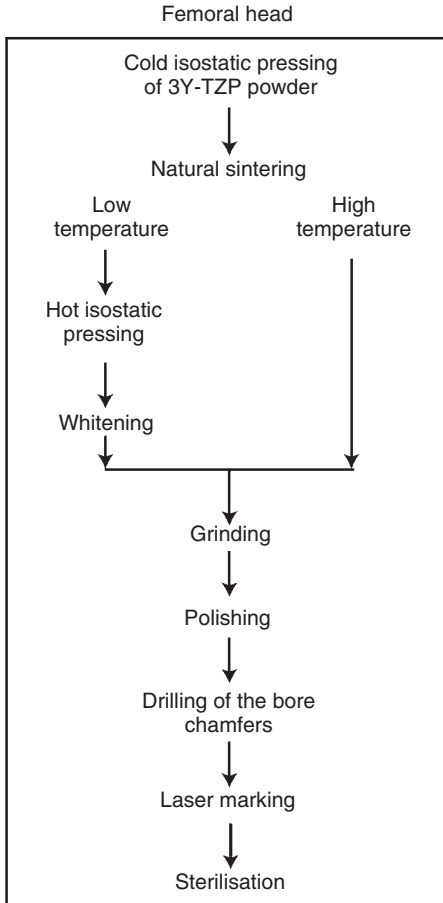 Femoral head
Cold isostatic pressing
of 3Y-TZP powder
Natural sintering
Low
temperature
High
temperature
Hot isostatic
pressing
Whitening
Grinding
Polishing
Drilling of the bore
chamfers
Laser marking
Sterilisation